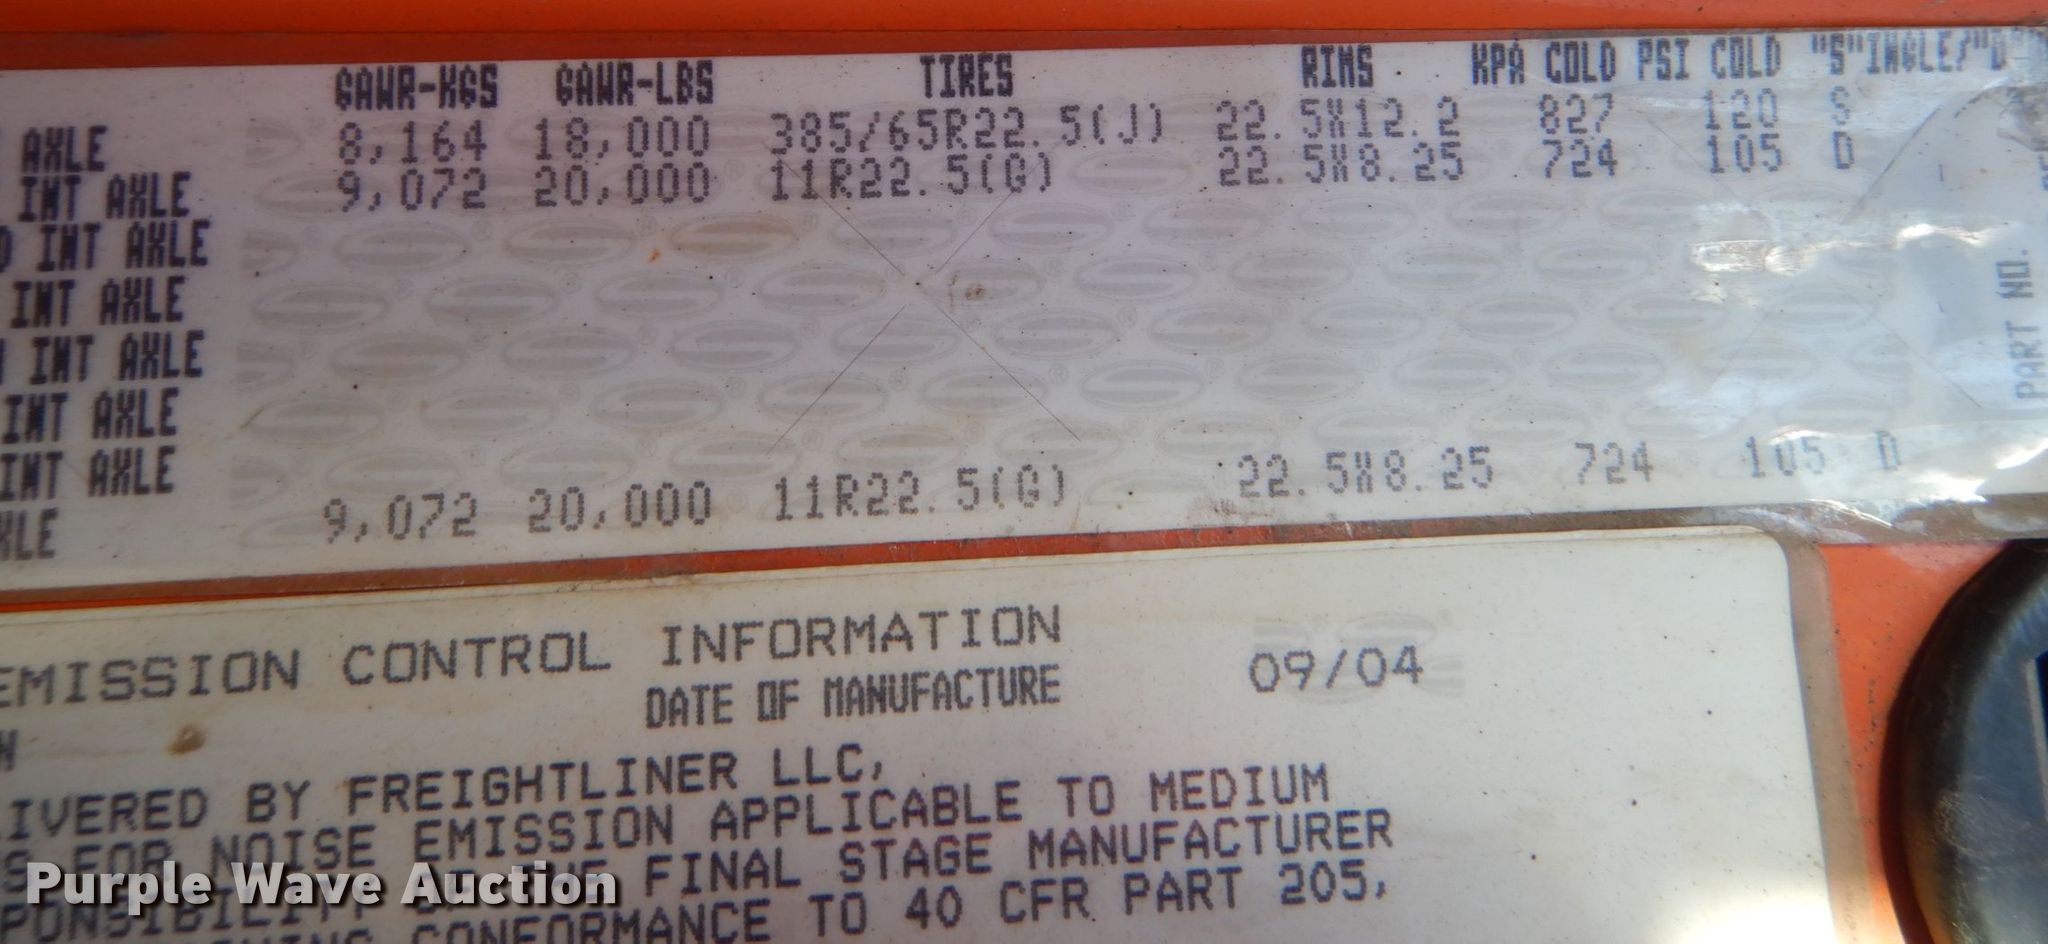 GAWR-KGS GAWR-LBS TIRES RIMS KPA COLD PSI COLD "S"INGLE/"D"
AXLE 8,164 18,000 385/65R22.5(J) 22.5X12.2 827 120 S
INT AXLE 9,072 20,000 11R22.5(G) 22.5X8.25 724 105 D
D INT AXLE
INT AXLE
INT AXLE
INT AXLE
INT AXLE
XLE 9,072 20,000 11R22.5(G) 22.5X8.25 724 105 D
PART NO.
EMISSION CONTROL INFORMATION
DATE OF MANUFACTURE 09/04
N
LIVERED BY FREIGHTLINER LLC,
S FOR NOISE EMISSION APPLICABLE TO MEDIUM
FINAL STAGE MANUFACTURER
CONFORMANCE TO 40 CFR PART 205,
Purple Wave Auction